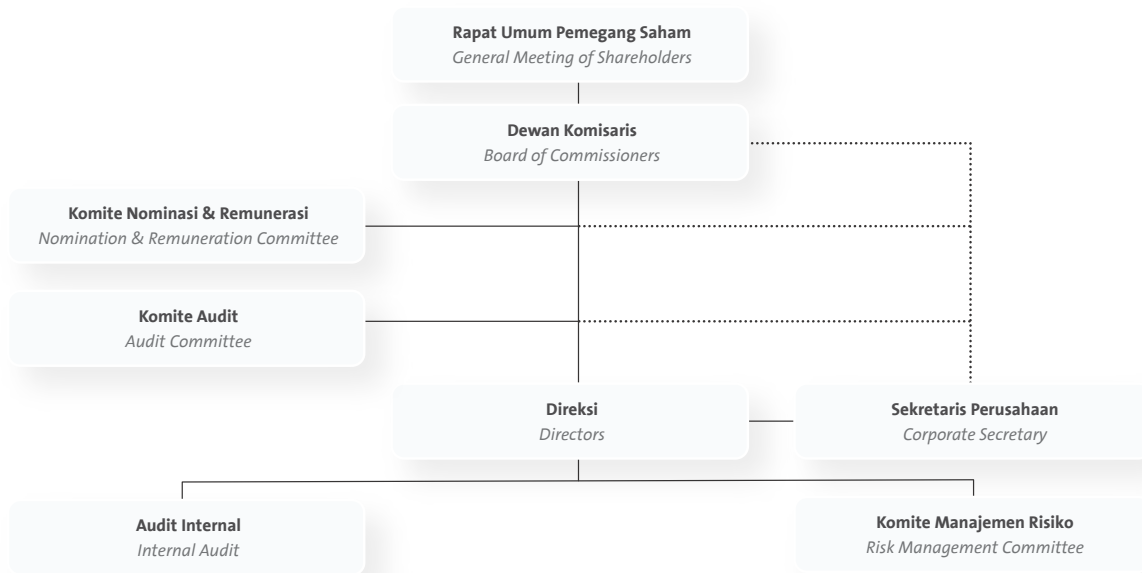 Rapat Umum Pemegang Saham
General Meeting of Shareholders
Dewan Komisaris
Board of Commissioners
Komite Nominasi & Remunerasi
Nomination & Remuneration Committee
Komite Audit
Audit Committee
Direksi
Directors
Sekretaris Perusahaan
Corporate Secretary
Audit Internal
Internal Audit
Komite Manajemen Risiko
Risk Management Committee